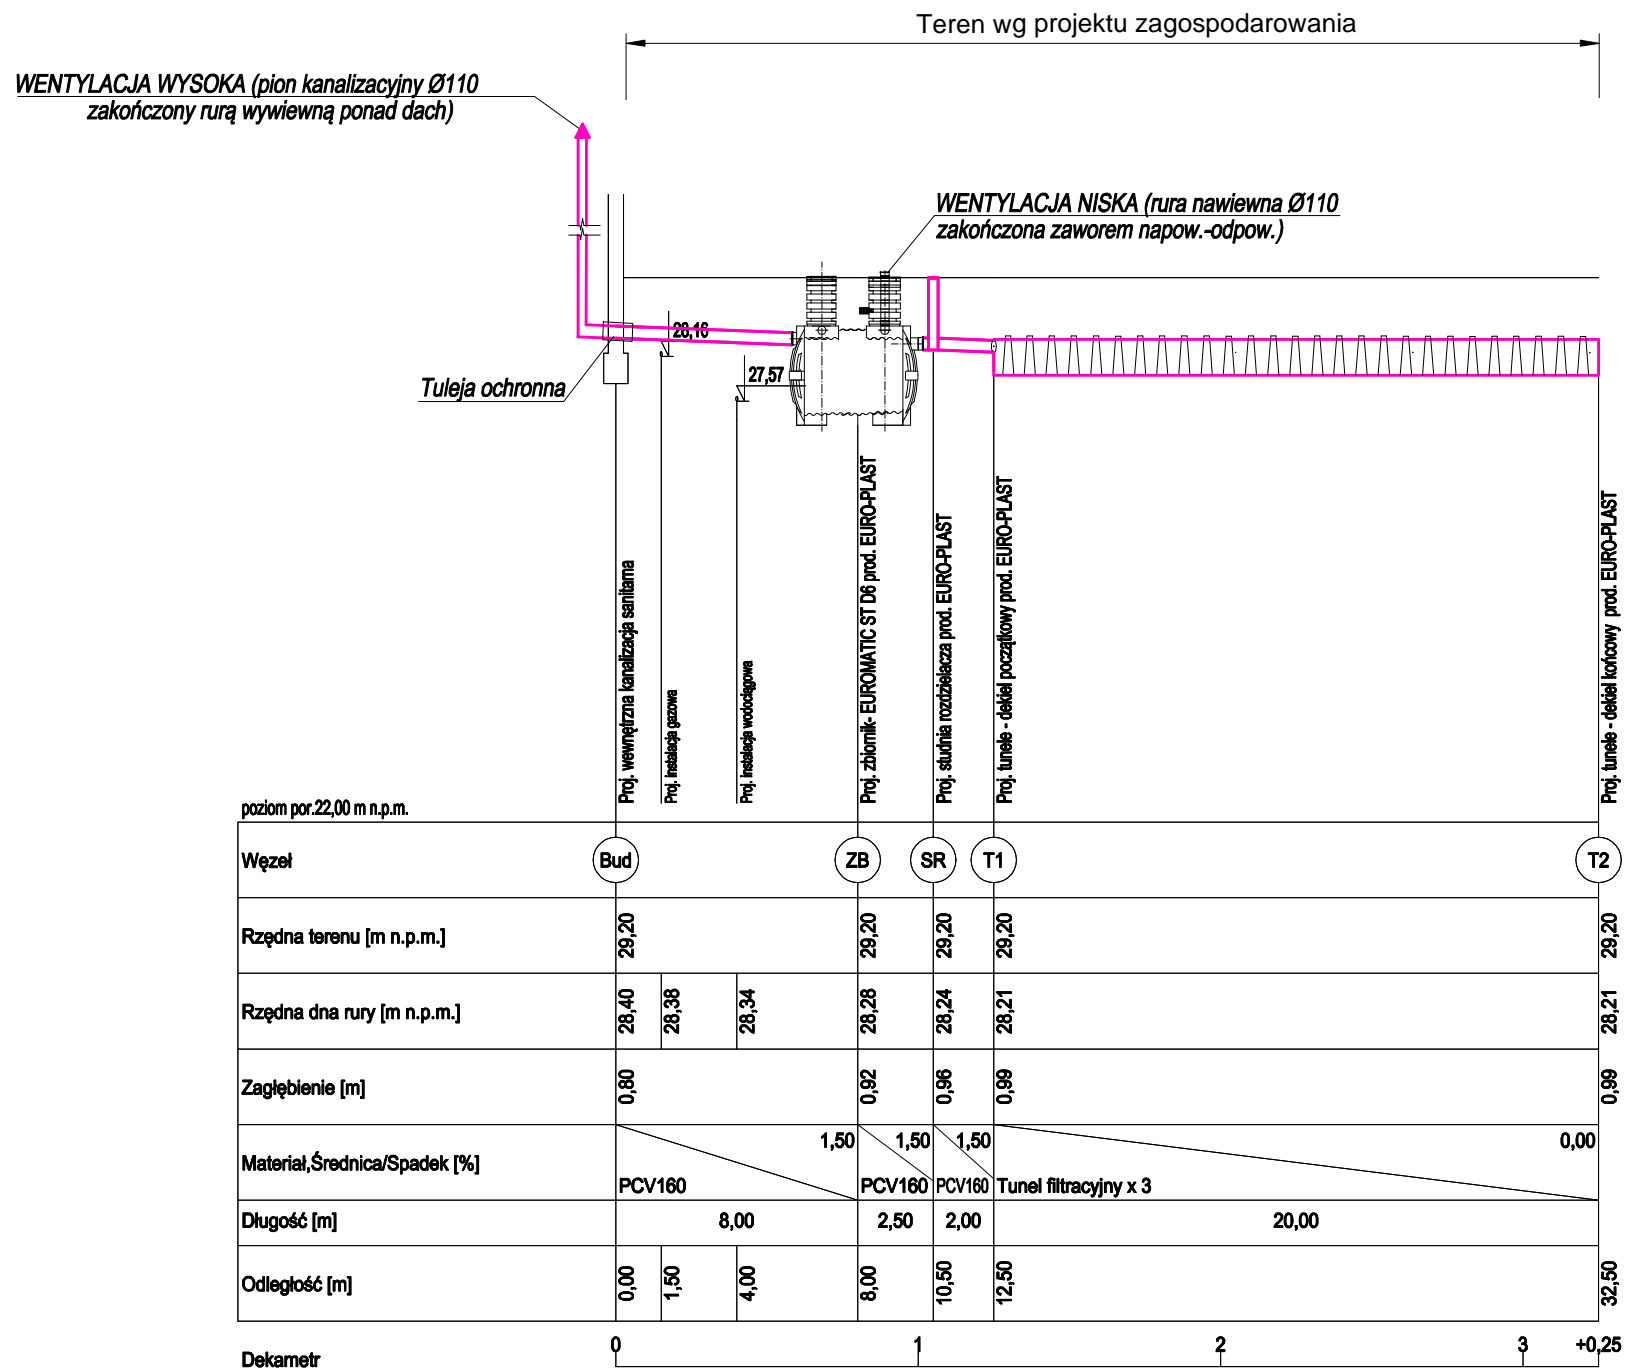 Teren wg projektu zagospodarowania
WENTYLACJA WYSOKA (pion kanalizacyjny Ø110
zakończony rurą wywiewną ponad dach)
WENTYLACJA NISKA (rura nawiewna Ø110
zakończona zaworem napow.-odpow.)
28,16
27,57
Tuleja ochronna
Proj. wewnętrzna kanalizacja sanitarna
Proj. instalacja gazowa
Proj. instalacja wodociągowa
Proj. zbiornik- EUROMATIC ST D6 prod. EURO-PLAST
Proj. studnia rozdzielacza prod. EURO-PLAST
Proj. tunele - dekiel początkowy prod. EURO-PLAST
Proj. tunele - dekiel końcowy prod. EURO-PLAST
poziom por.22,00 m n.p.m.
Węzeł Bud ZB SR T1 T2
Rzędna terenu [m n.p.m.] 29,20 29,20 29,20 29,20 29,20
Rzędna dna rury [m n.p.m.] 28,40 28,38 28,34 28,28 28,24 28,21 28,21
Zagłębienie [m] 0,80 0,92 0,96 0,99 0,99
1,50 1,50 1,50 0,00
Materiał,Średnica/Spadek [%]
PCV160 PCV160 PCV160 Tunel filtracyjny x 3
Długość [m] 8,00 2,50 2,00 20,00
Odległość [m] 0,00 1,50 4,00 8,00 10,50 12,50 32,50
Dekametr 0 1 2 3 +0,25